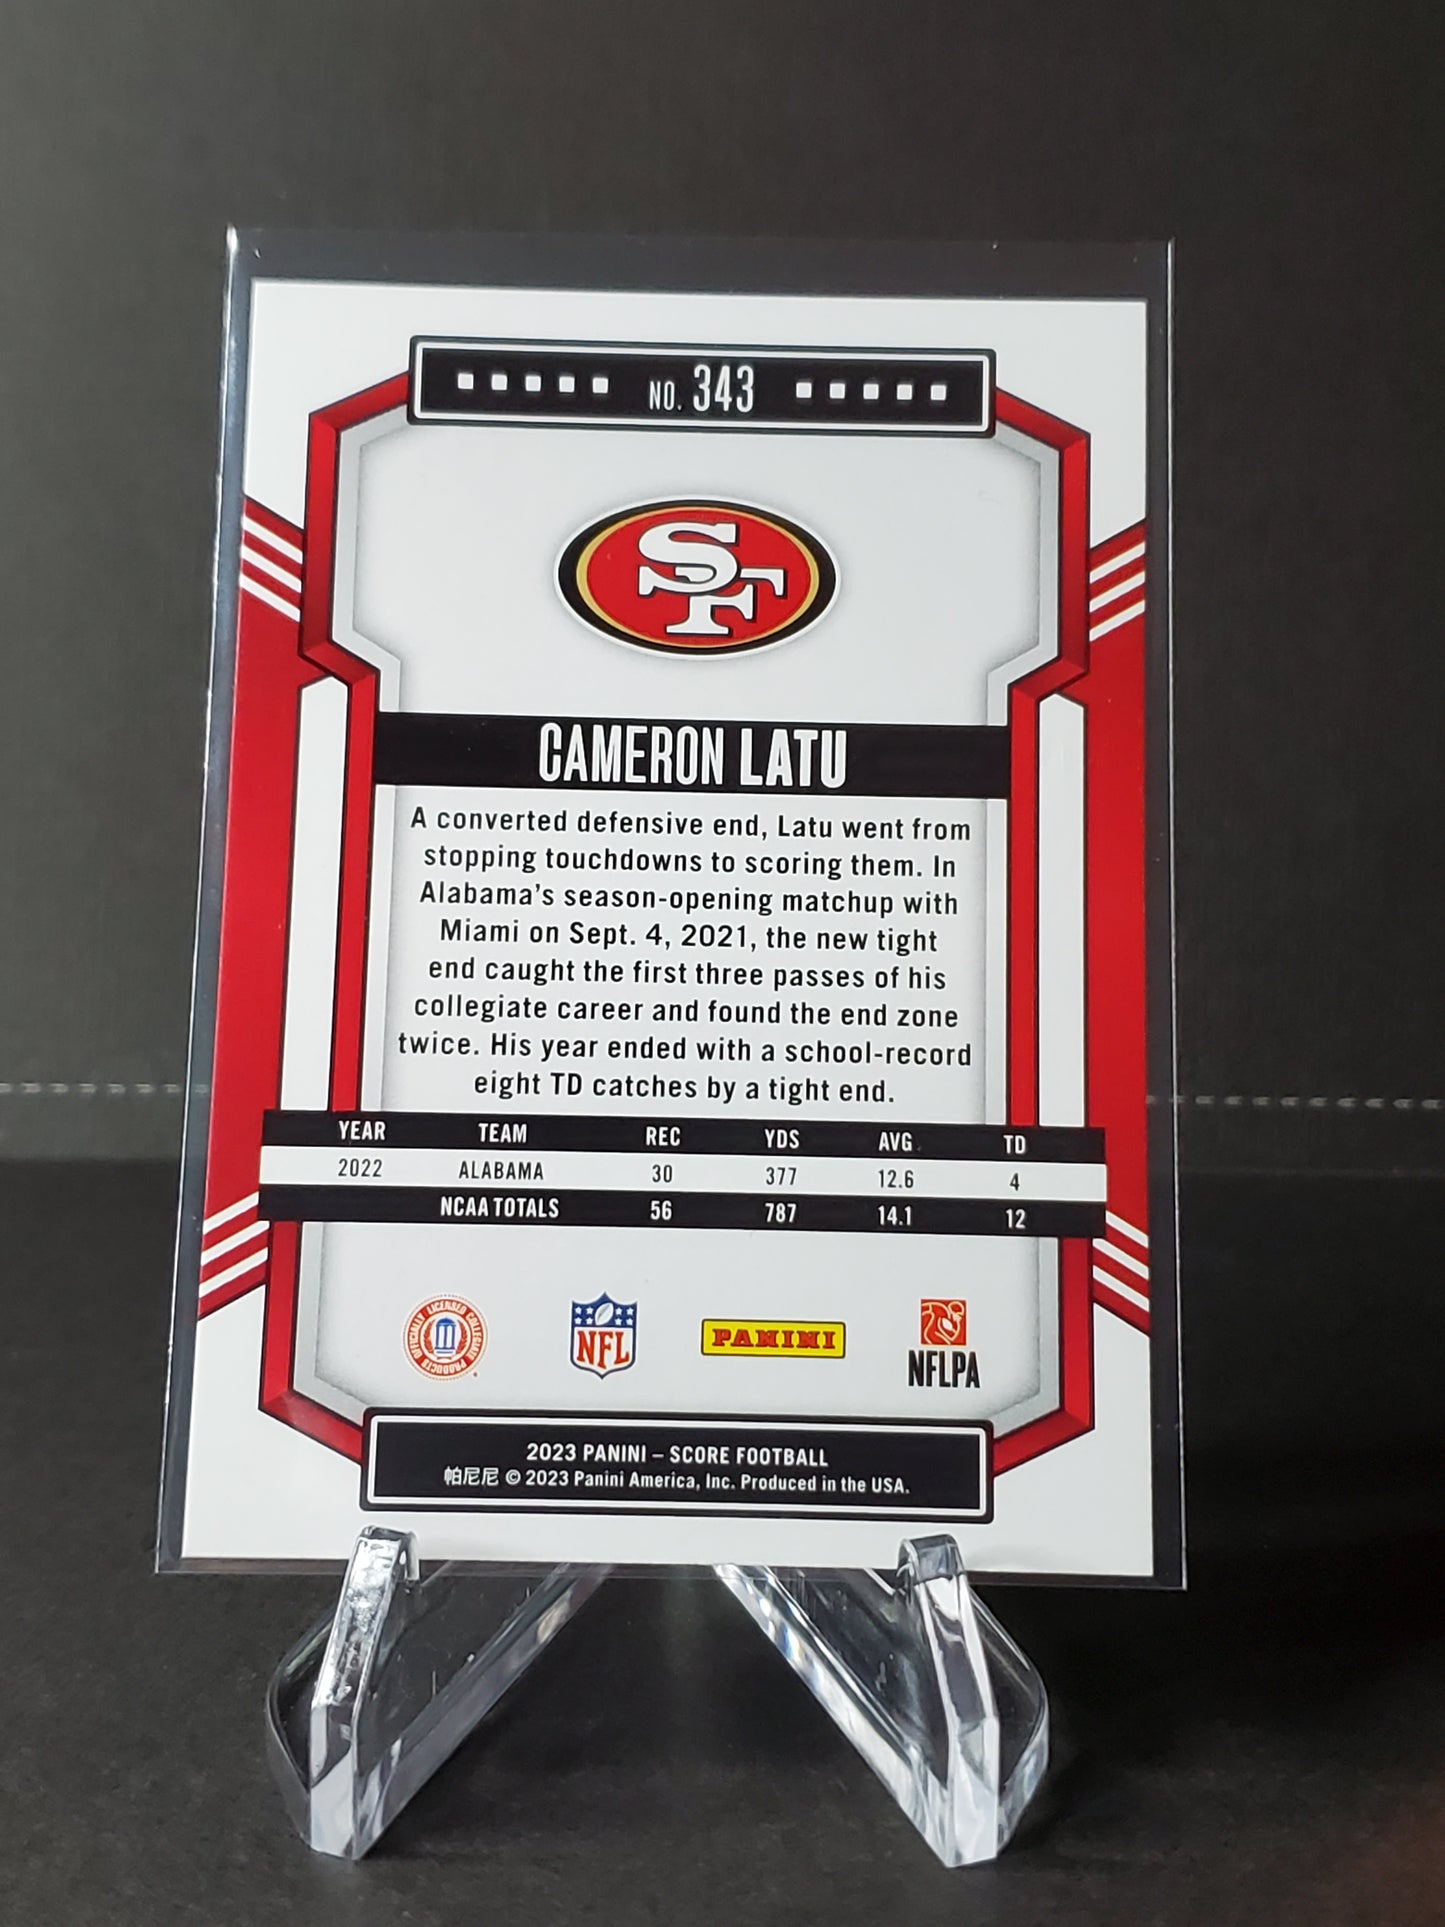 NO. 343
SF
CAMERON LATU
A converted defensive end, Latu went from
stopping touchdowns to scoring them. In
Alabama's season-opening matchup with
Miami on Sept. 4, 2021, the new tight
end caught the first three passes of his
collegiate career and found the end zone
twice. His year ended with a school-record
eight TD catches by a tight end.
YEAR TEAM REC YDS AVG TD
2022 ALABAMA 30 377 12.6 4
NCAA TOTALS 56 787 14.1 12
OFFICIALLY LICENSED COLLEGIATE PRODUCTS
NFL
PANINI
NFLPA
2023 PANINI – SCORE FOOTBALL
帕尼尼 © 2023 Panini America, Inc. Produced in the USA.